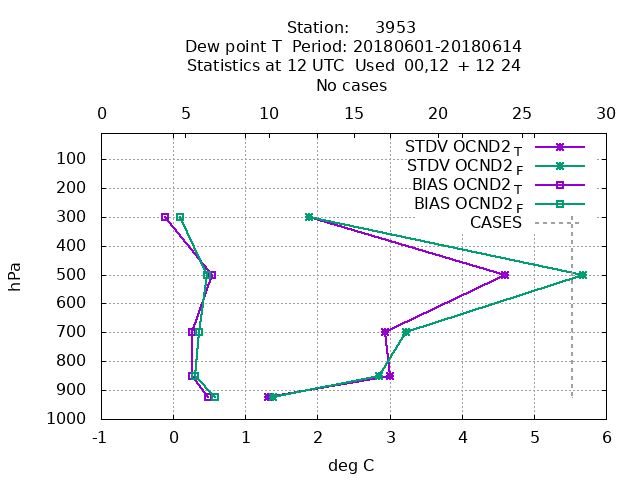 Station: 3953
Dew point T Period: 20180601-20180614
Statistics at 12 UTC Used 00,12 + 12 24
No cases
0 5 10 15 20 25 30
STDV OCND2 T
STDV OCND2 F
BIAS OCND2 T
BIAS OCND2 F
CASES
100
200
300
400
500
600
700
800
900
1000
hPa
-1 0 1 2 3 4 5 6
deg C